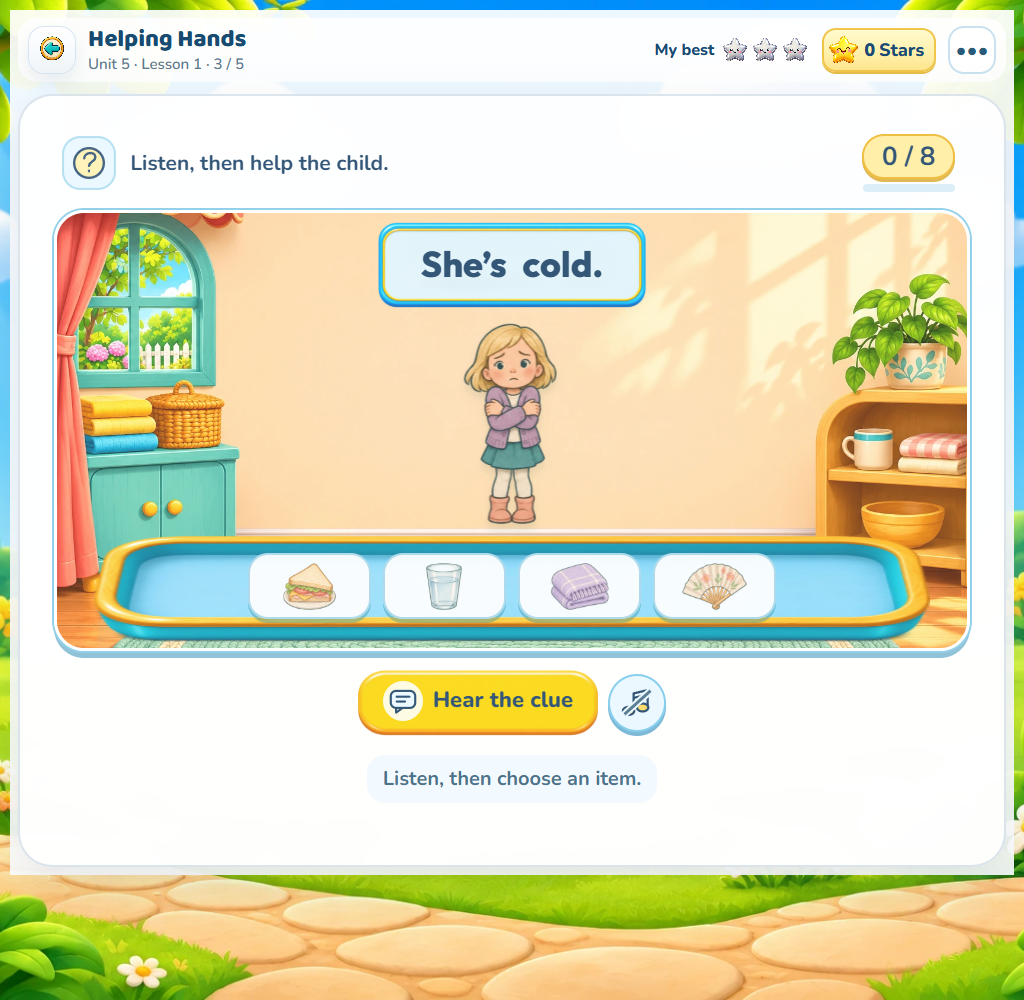 Helping Hands
Unit 5 · Lesson 1 · 3 / 5
My best
0 Stars
Listen, then help the child.
0 / 8
She's cold.
Hear the clue
Listen, then choose an item.